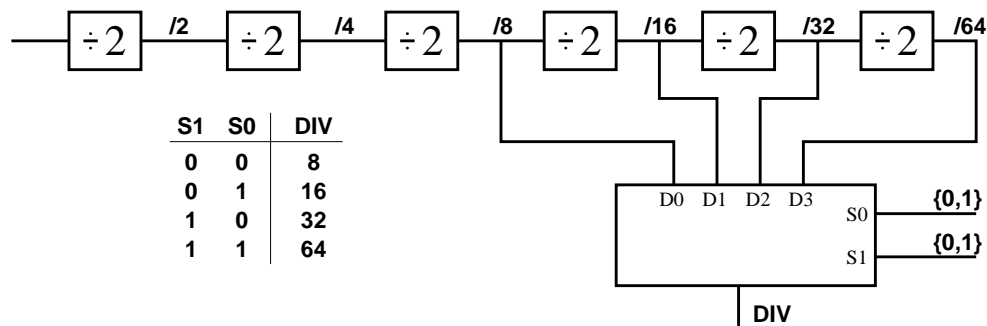 ÷2 /2 ÷2 /4 ÷2 /8 ÷2 /16 ÷2 /32 ÷2 /64
S1 S0 DIV
0 0 8
0 1 16
1 0 32
1 1 64
D0 D1 D2 D3
S0 {0,1}
S1 {0,1}
DIV